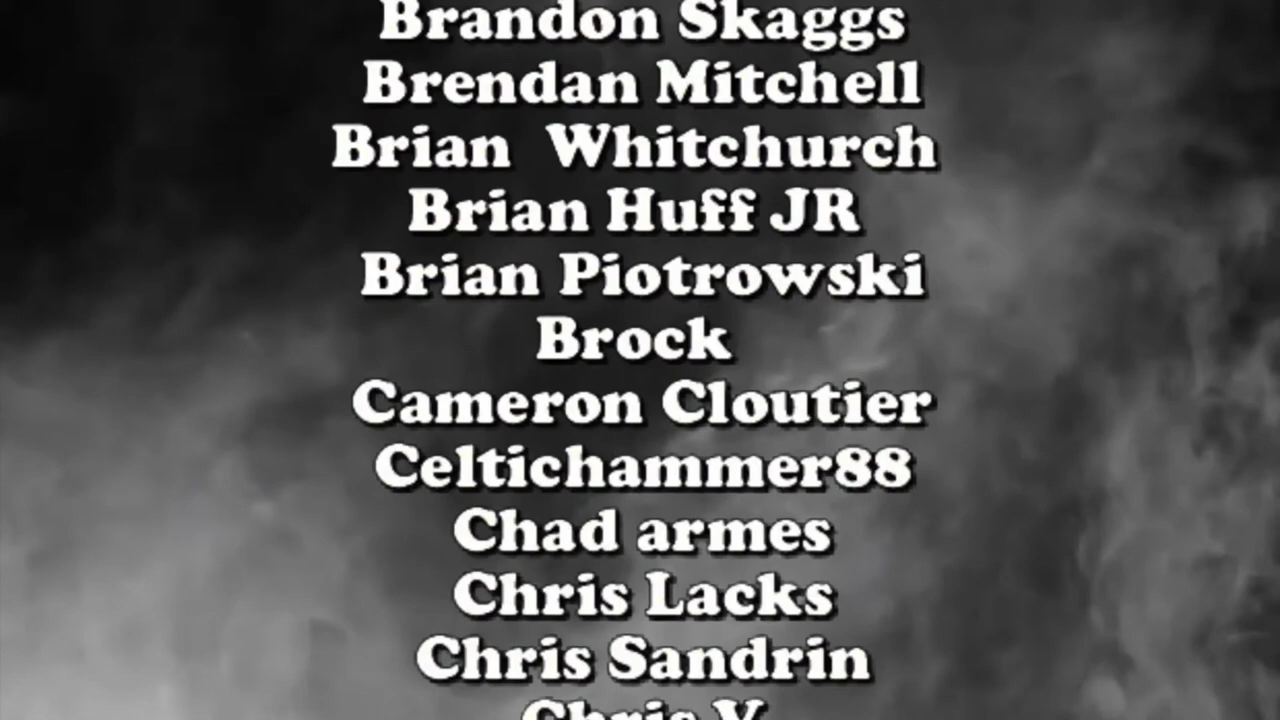 Brandon Skaggs
Brendan Mitchell
Brian  Whitchurch
Brian Huff JR
Brian Piotrowski
Brock
Cameron Cloutier
Celtichammer88
Chad armes
Chris Lacks
Chris Sandrin
Chris V